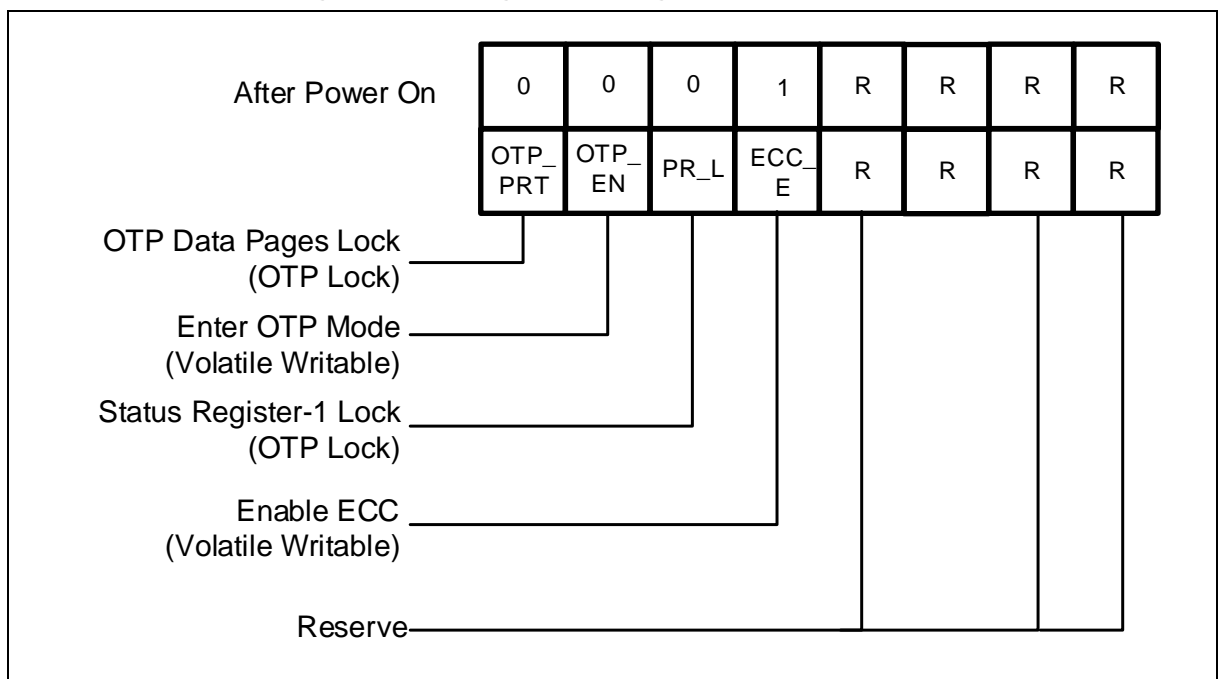 After Power On 0 0 0 1 R R R R
OTP_ OTP_ PR_L ECC_ R R R R
PRT EN E
OTP Data Pages Lock
(OTP Lock)
Enter OTP Mode
(Volatile Writable)
Status Register-1 Lock
(OTP Lock)
Enable ECC
(Volatile Writable)
Reserve